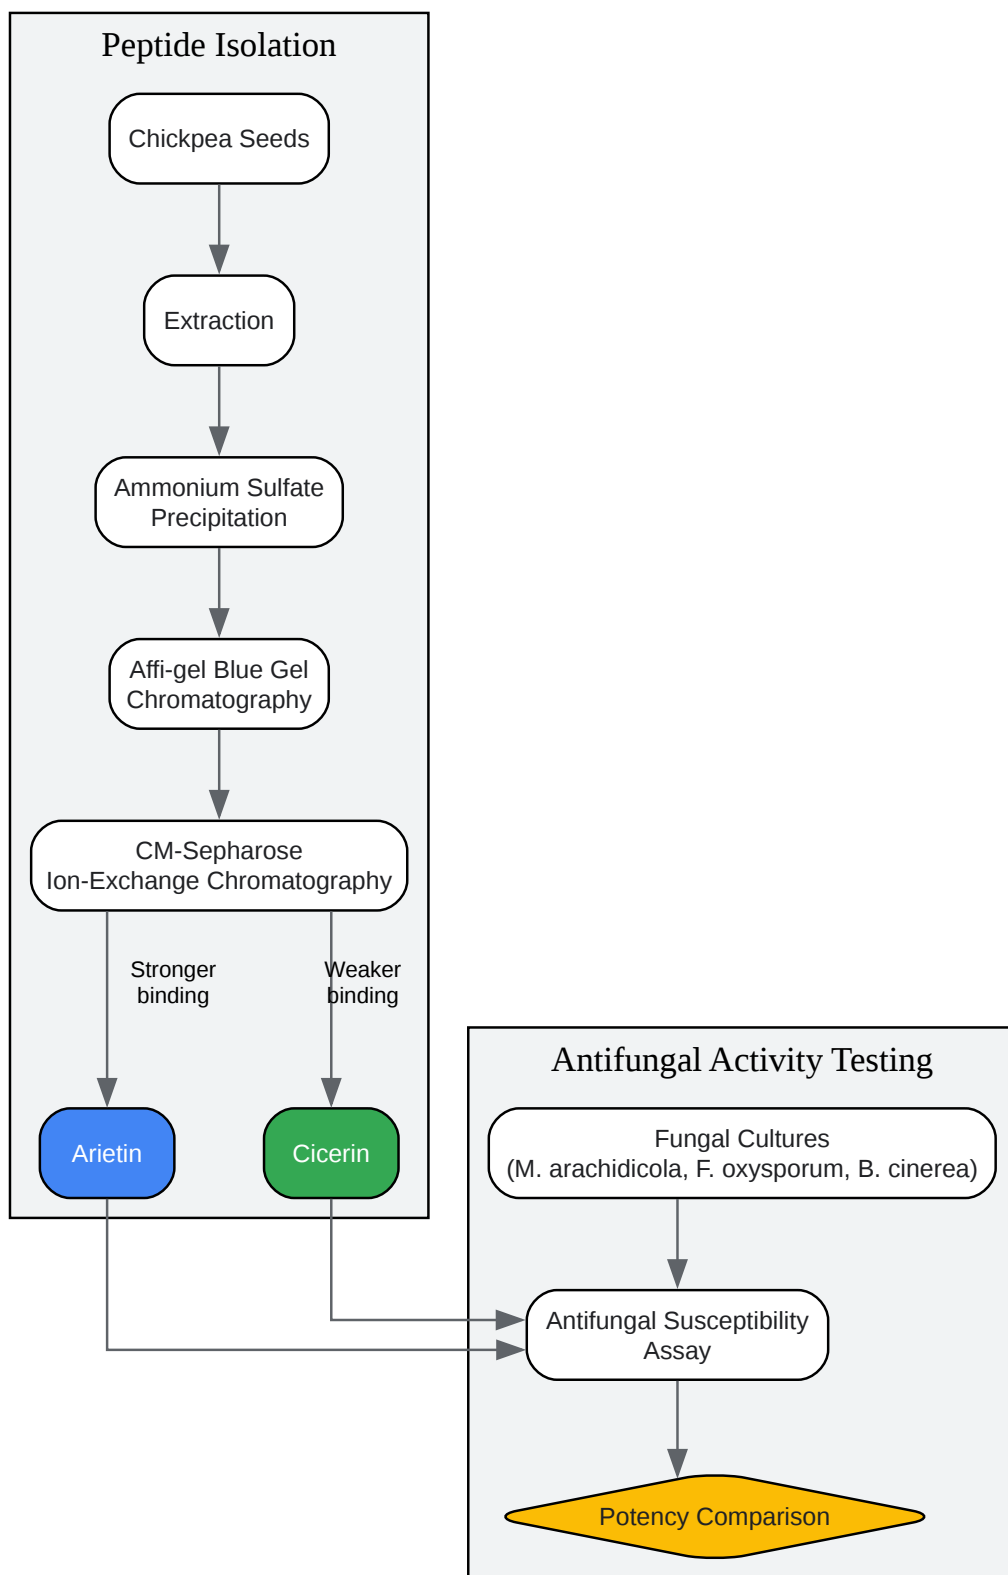 Peptide Isolation
Chickpea Seeds
Extraction
Ammonium Sulfate
Precipitation
Affi-gel Blue Gel
Chromatography
CM-Sepharose
Ion-Exchange Chromatography
Stronger
binding
Weaker
binding
Arietin
Cicerin
Antifungal Activity Testing
Fungal Cultures
(M. arachidicola, F. oxysporum, B. cinerea)
Antifungal Susceptibility
Assay
Potency Comparison